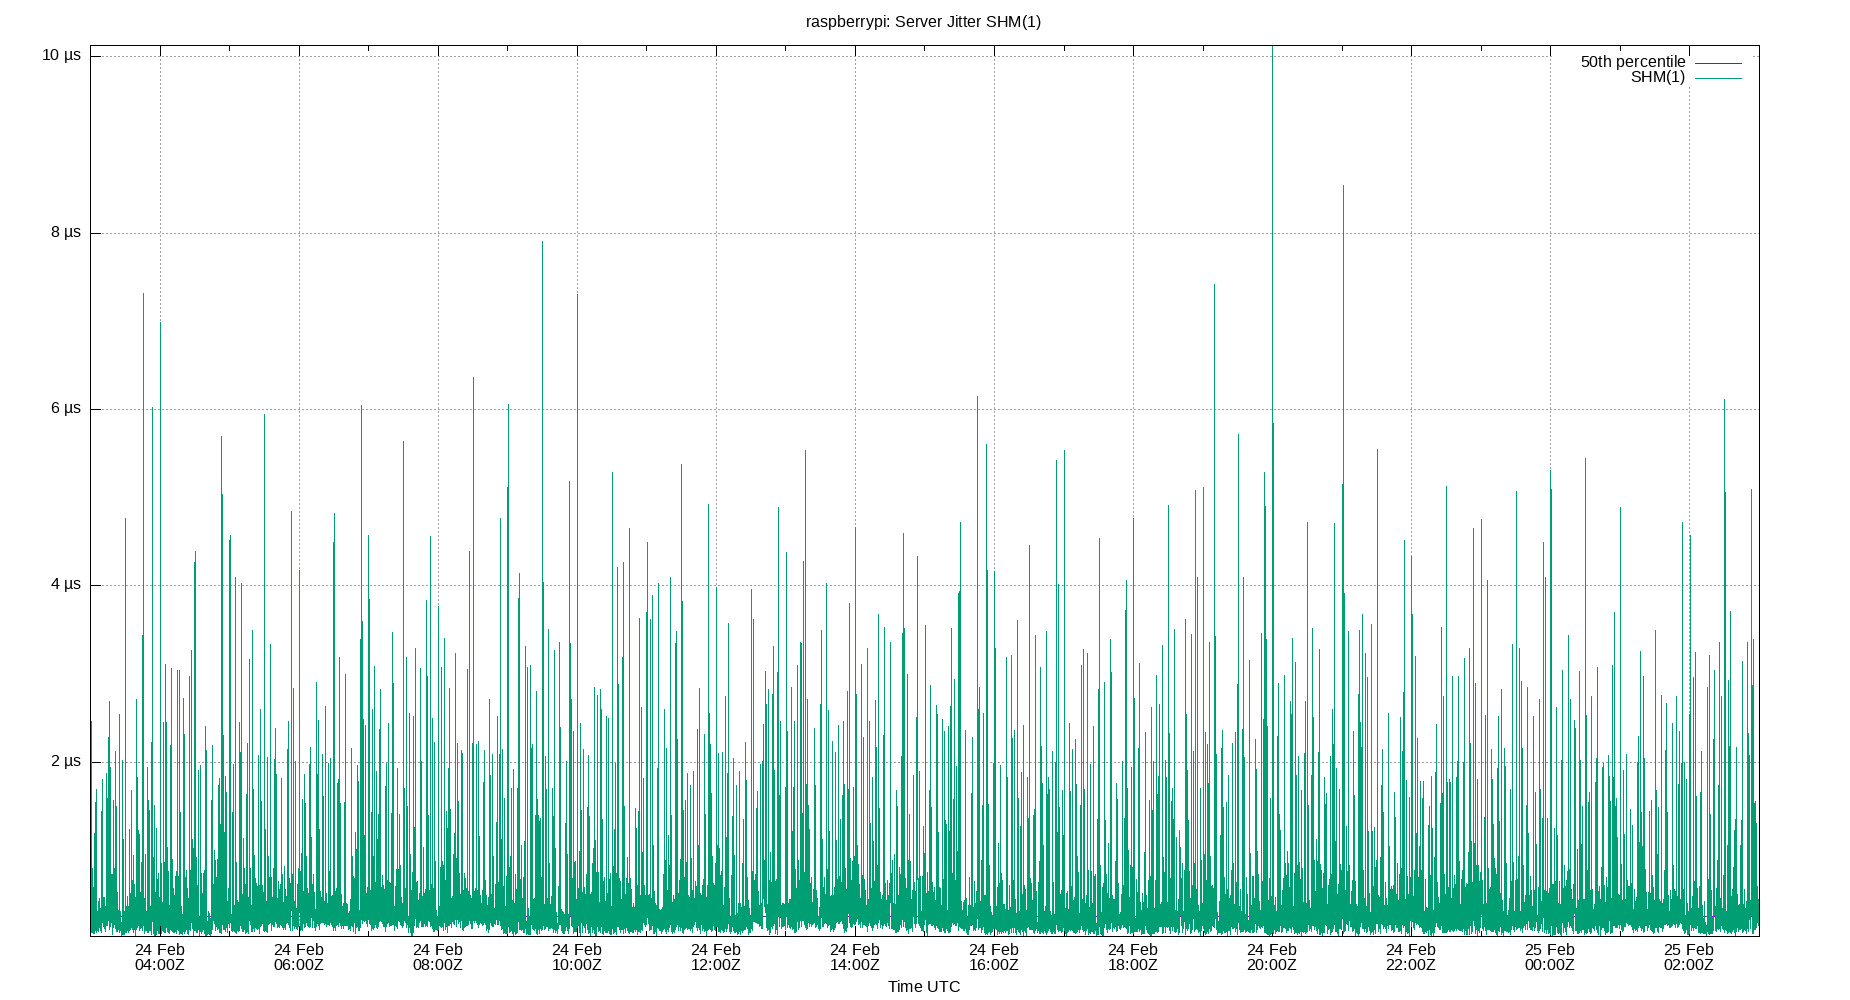 raspberrypi: Server Jitter SHM(1)
10 µs
8 µs
6 µs
4 µs
2 µs
50th percentile
SHM(1)
24 Feb 24 Feb 24 Feb 24 Feb 24 Feb 24 Feb 24 Feb 24 Feb 24 Feb 24 Feb 25 Feb 25 Feb
04:00Z 06:00Z 08:00Z 10:00Z 12:00Z 14:00Z 16:00Z 18:00Z 20:00Z 22:00Z 00:00Z 02:00Z
Time UTC